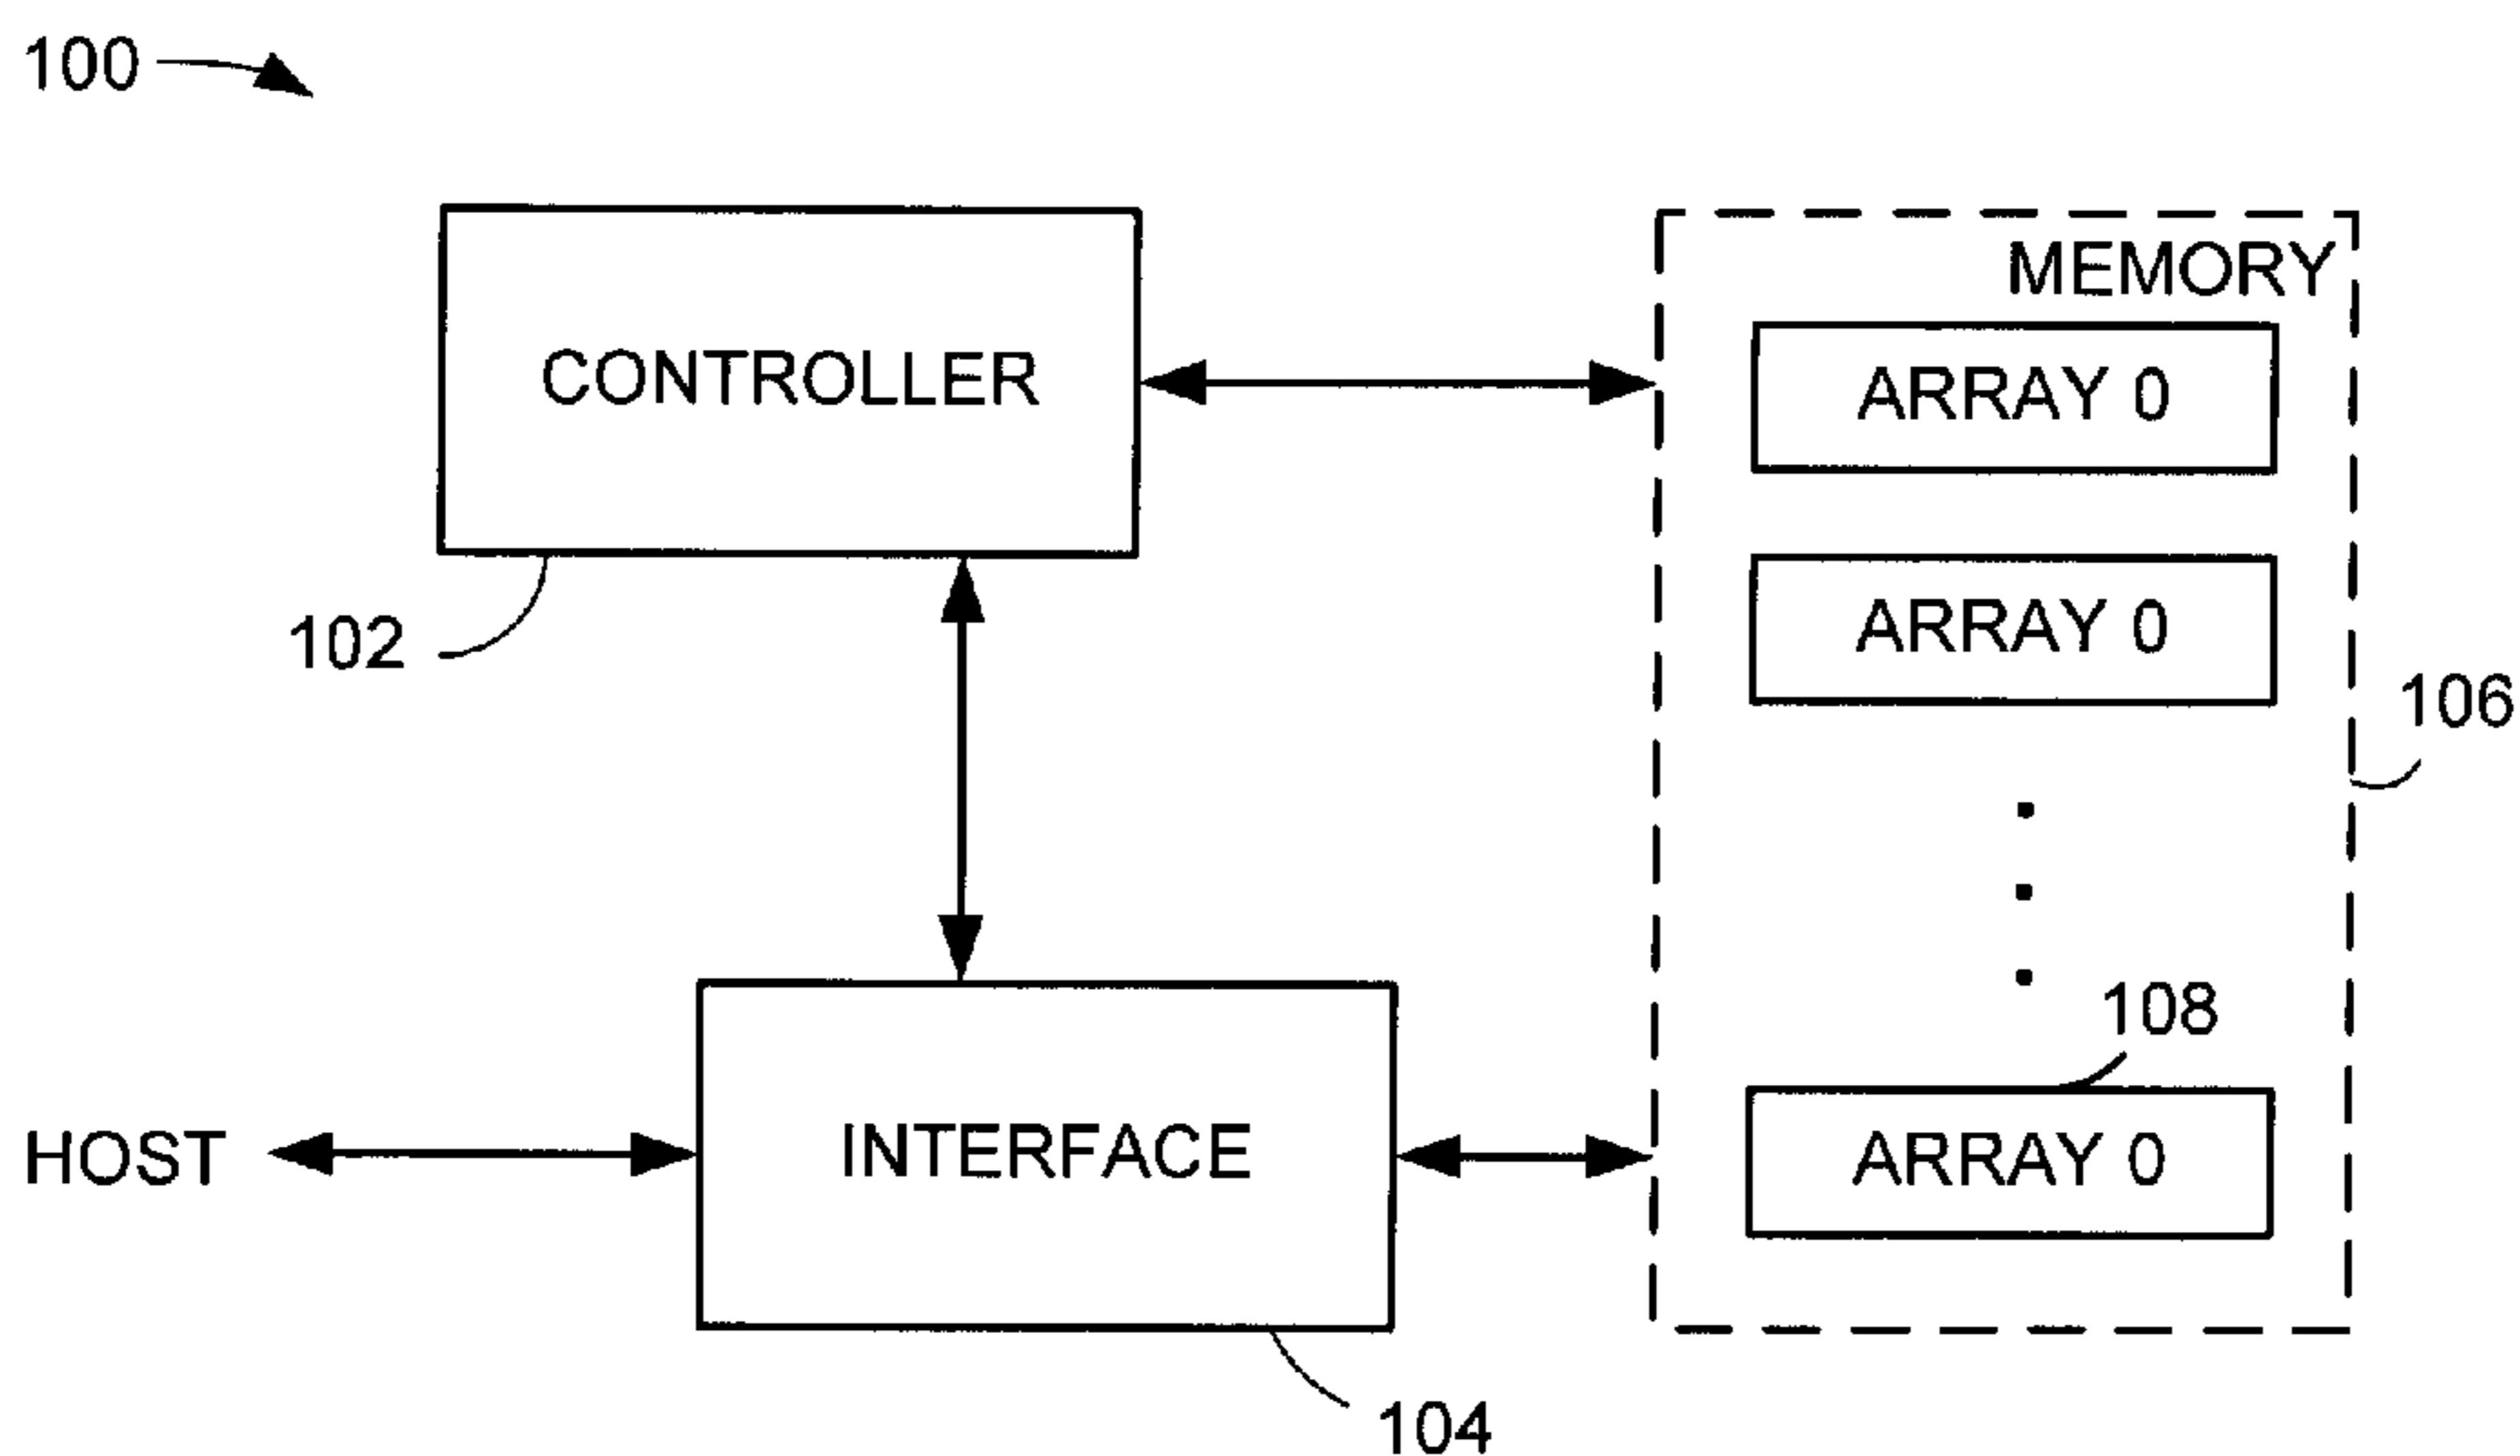 100
MEMORY
CONTROLLER
ARRAY 0
ARRAY 0
102
106
108
HOST
INTERFACE
ARRAY 0
104